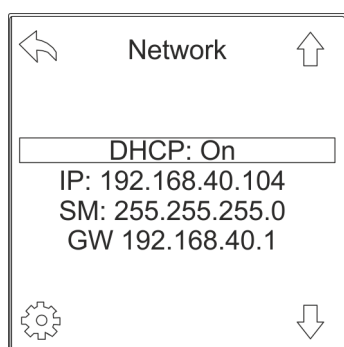 Network
DHCP: On
IP: 192.168.40.104
SM: 255.255.255.0
GW 192.168.40.1